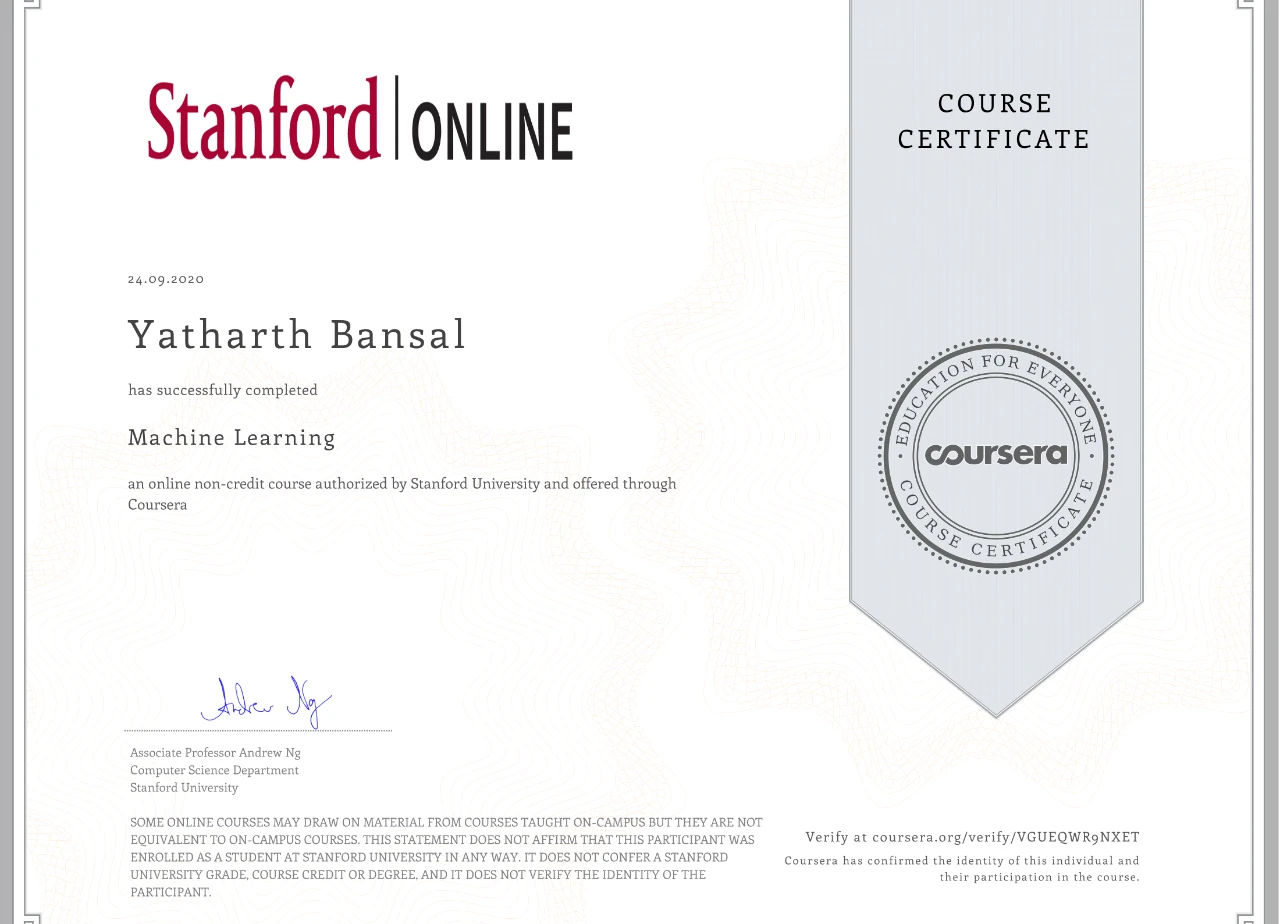 Stanford | ONLINE
COURSE
CERTIFICATE
24.09.2020
Yatharth Bansal
has successfully completed
Machine Learning
an online non-credit course authorized by Stanford University and offered through
Coursera
EDUCATION FOR EVERYONE
coursera
COURSE CERTIFICATE
Andrew Ng
Associate Professor Andrew Ng
Computer Science Department
Stanford University
SOME ONLINE COURSES MAY DRAW ON MATERIAL FROM COURSES TAUGHT ON-CAMPUS BUT THEY ARE NOT
EQUIVALENT TO ON-CAMPUS COURSES. THIS STATEMENT DOES NOT AFFIRM THAT THIS PARTICIPANT WAS
ENROLLED AS A STUDENT AT STANFORD UNIVERSITY IN ANY WAY. IT DOES NOT CONFER A STANFORD
UNIVERSITY GRADE, COURSE CREDIT OR DEGREE, AND IT DOES NOT VERIFY THE IDENTITY OF THE
PARTICIPANT.
Verify at coursera.org/verify/VGUEQWR9NXET
Coursera has confirmed the identity of this individual and
their participation in the course.